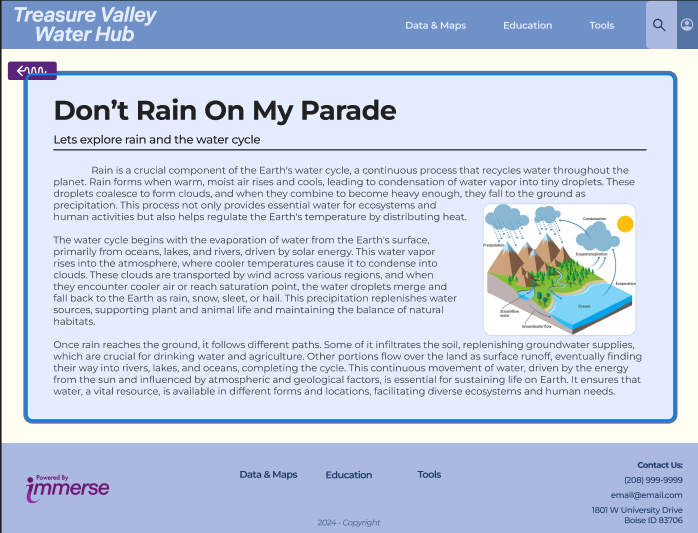 Treasure Valley
Water Hub
Data & Maps
Education
Tools
Don't Rain On My Parade
Lets explore rain and the water cycle
Rain is a crucial component of the Earth's water cycle, a continuous process that recycles water throughout the
planet. Rain forms when warm, moist air rises and cools, leading to condensation of water vapor into tiny droplets. These
droplets coalesce to form clouds, and when they combine to become heavy enough, they fall to the ground as
precipitation. This process not only provides essential water for ecosystems and
human activities but also helps regulate the Earth's temperature by distributing heat.
The water cycle begins with the evaporation of water from the Earth's surface,
primarily from oceans, lakes, and rivers, driven by solar energy. This water vapor
rises into the atmosphere, where cooler temperatures cause it to condense into
clouds. These clouds are transported by wind across various regions, and when
they encounter cooler air or reach saturation point, the water droplets merge and
fall back to the Earth as rain, snow, sleet, or hail. This precipitation replenishes water
sources, supporting plant and animal life and maintaining the balance of natural
habitats.
Condensation
Precipitation
Evapotranspiration
Evaporation
Oceans
Streamflow
water
Groundwater flow
Once rain reaches the ground, it follows different paths. Some of it infiltrates the soil, replenishing groundwater supplies,
which are crucial for drinking water and agriculture. Other portions flow over the land as surface runoff, eventually finding
their way into rivers, lakes, and oceans, completing the cycle. This continuous movement of water, driven by the energy
from the sun and influenced by atmospheric and geological factors, is essential for sustaining life on Earth. It ensures that
water, a vital resource, is available in different forms and locations, facilitating diverse ecosystems and human needs.
Powered By
immerse
Data & Maps
Education
Tools
2024 - Copyright
Contact Us:
(208) 999-9999
email@email.com
1801 W University Drive
Boise ID 83706